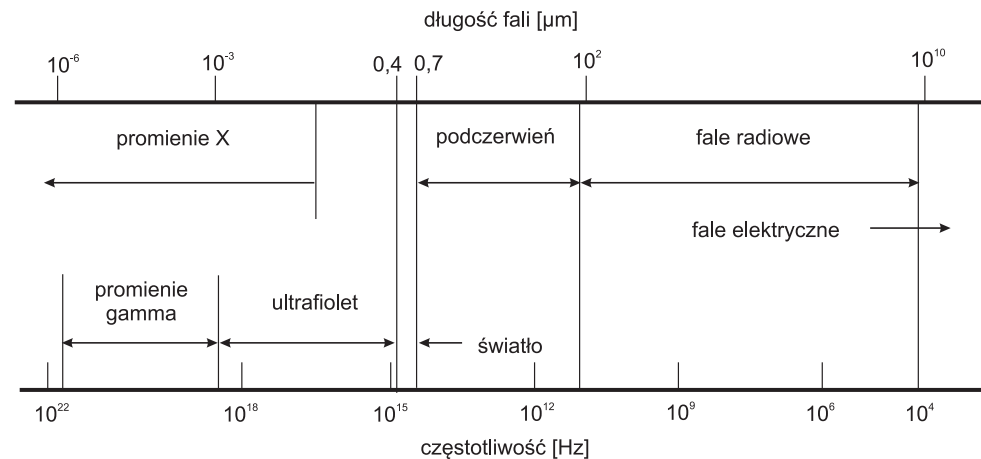 długość fali [µm]
10⁻⁶ 10⁻³ 0,4 0,7 10² 10¹⁰
promienie X podczerwień fale radiowe
fale elektryczne
promienie
gamma
ultrafiolet
światło
10²² 10¹⁸ 10¹⁵ 10¹² 10⁹ 10⁶ 10⁴
częstotliwość [Hz]